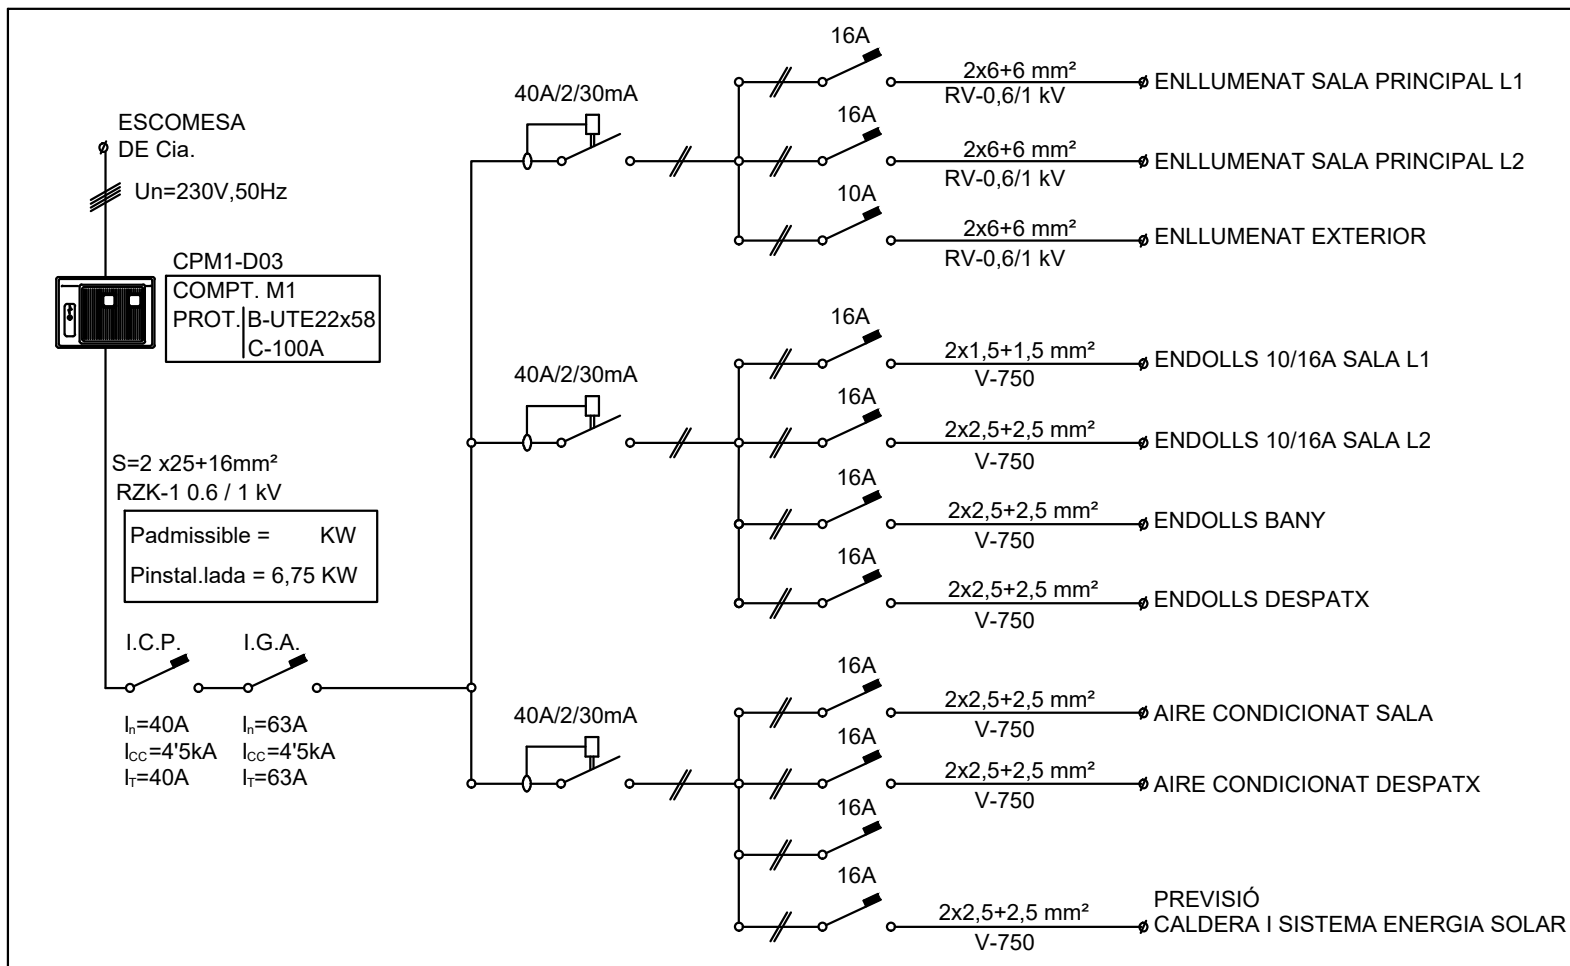 ESCOMESA
DE Cia.
Un=230V,50Hz
CPM1-D03
COMPT. M1
PROT. B-UTE22x58
C-100A
S=2 x25+16mm²
RZK-1 0.6 / 1 kV
Padmissible = KW
Pinstal.lada = 6,75 KW
I.C.P. I.G.A.
In=40A In=63A
ICC=4'5kA ICC=4'5kA
IT=40A IT=63A
40A/2/30mA
16A
2x6+6 mm²
RV-0,6/1 kV
ENLLUMENAT SALA PRINCIPAL L1
16A
2x6+6 mm²
RV-0,6/1 kV
ENLLUMENAT SALA PRINCIPAL L2
10A
2x6+6 mm²
RV-0,6/1 kV
ENLLUMENAT EXTERIOR
40A/2/30mA
16A
2x1,5+1,5 mm²
V-750
ENDOLLS 10/16A SALA L1
16A
2x2,5+2,5 mm²
V-750
ENDOLLS 10/16A SALA L2
16A
2x2,5+2,5 mm²
V-750
ENDOLLS BANY
16A
2x2,5+2,5 mm²
V-750
ENDOLLS DESPATX
40A/2/30mA
16A
2x2,5+2,5 mm²
V-750
AIRE CONDICIONAT SALA
16A
2x2,5+2,5 mm²
V-750
AIRE CONDICIONAT DESPATX
16A
16A
2x2,5+2,5 mm²
V-750
PREVISIÓ
CALDERA I SISTEMA ENERGIA SOLAR